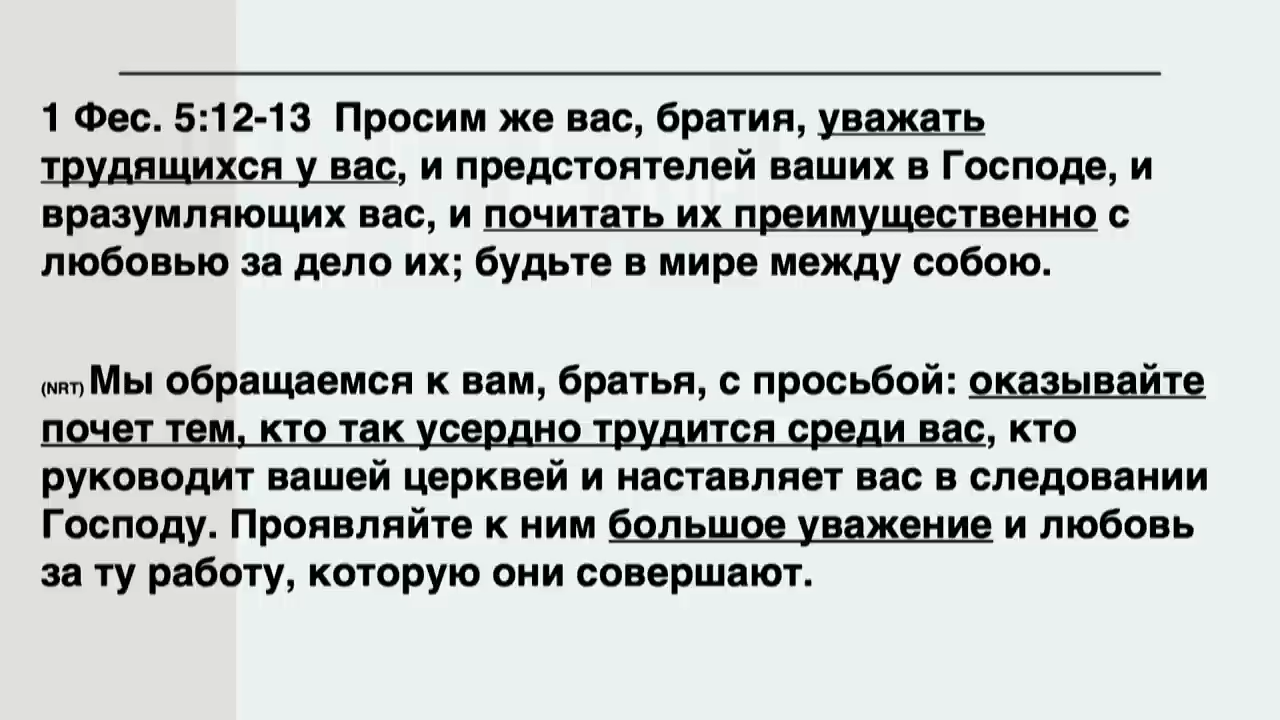 1 Фес. 5:12-13 Просим же вас, братия, уважать
трудящихся у вас, и предстоятелей ваших в Господе, и
вразумляющих вас, и почитать их преимущественно с
любовью за дело их; будьте в мире между собою.
(NRT) Мы обращаемся к вам, братья, с просьбой: оказывайте
почет тем, кто так усердно трудится среди вас, кто
руководит вашей церквей и наставляет вас в следовании
Господу. Проявляйте к ним большое уважение и любовь
за ту работу, которую они совершают.